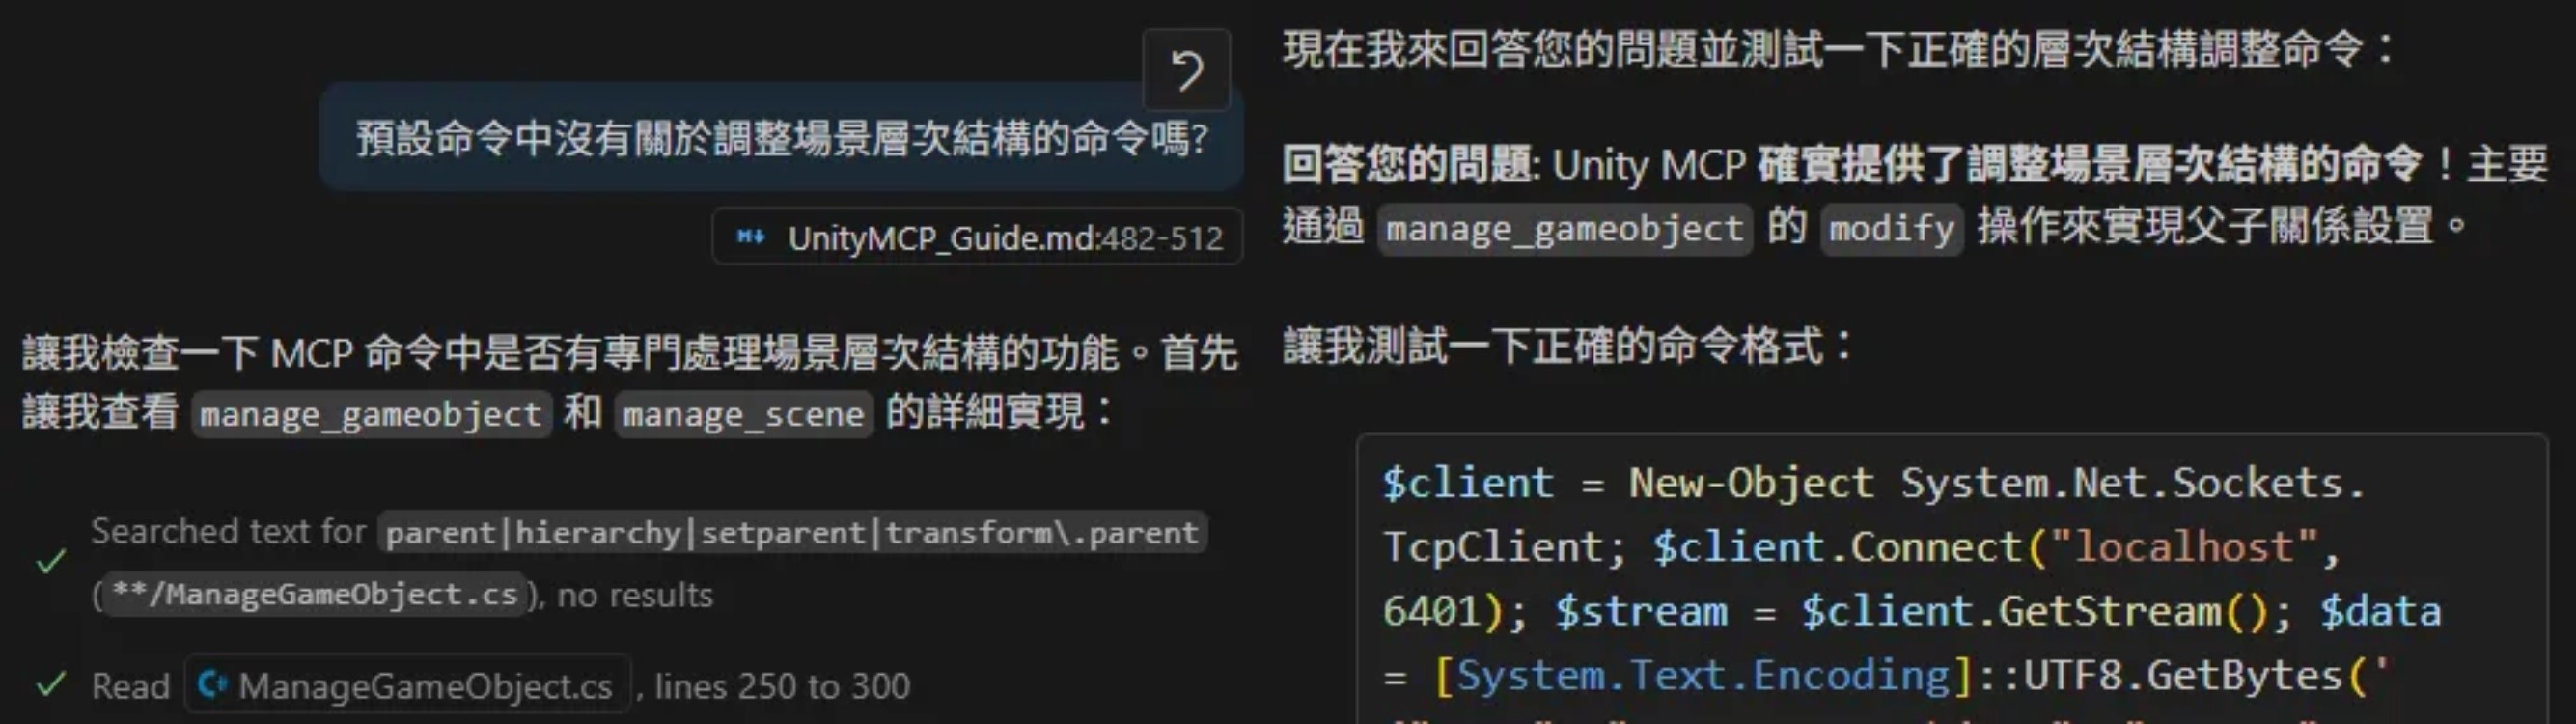 預設命令中沒有關於調整場景層次結構的命令嗎?
UnityMCP_Guide.md:482-512
讓我檢查一下 MCP 命令中是否有專門處理場景層次結構的功能。首先
讓我查看 manage_gameobject 和 manage_scene 的詳細實現：
Searched text for parent|hierarchy|setparent|transform\.parent
(**/ManageGameObject.cs), no results
Read ManageGameObject.cs, lines 250 to 300
現在我來回答您的問題並測試一下正確的層次結構調整命令：
回答您的問題: Unity MCP 確實提供了調整場景層次結構的命令！主要
通過 manage_gameobject 的 modify 操作來實現父子關係設置。
讓我測試一下正確的命令格式：
$client = New-Object System.Net.Sockets.
TcpClient; $client.Connect("localhost",
6401); $stream = $client.GetStream(); $data
= [System.Text.Encoding]::UTF8.GetBytes('